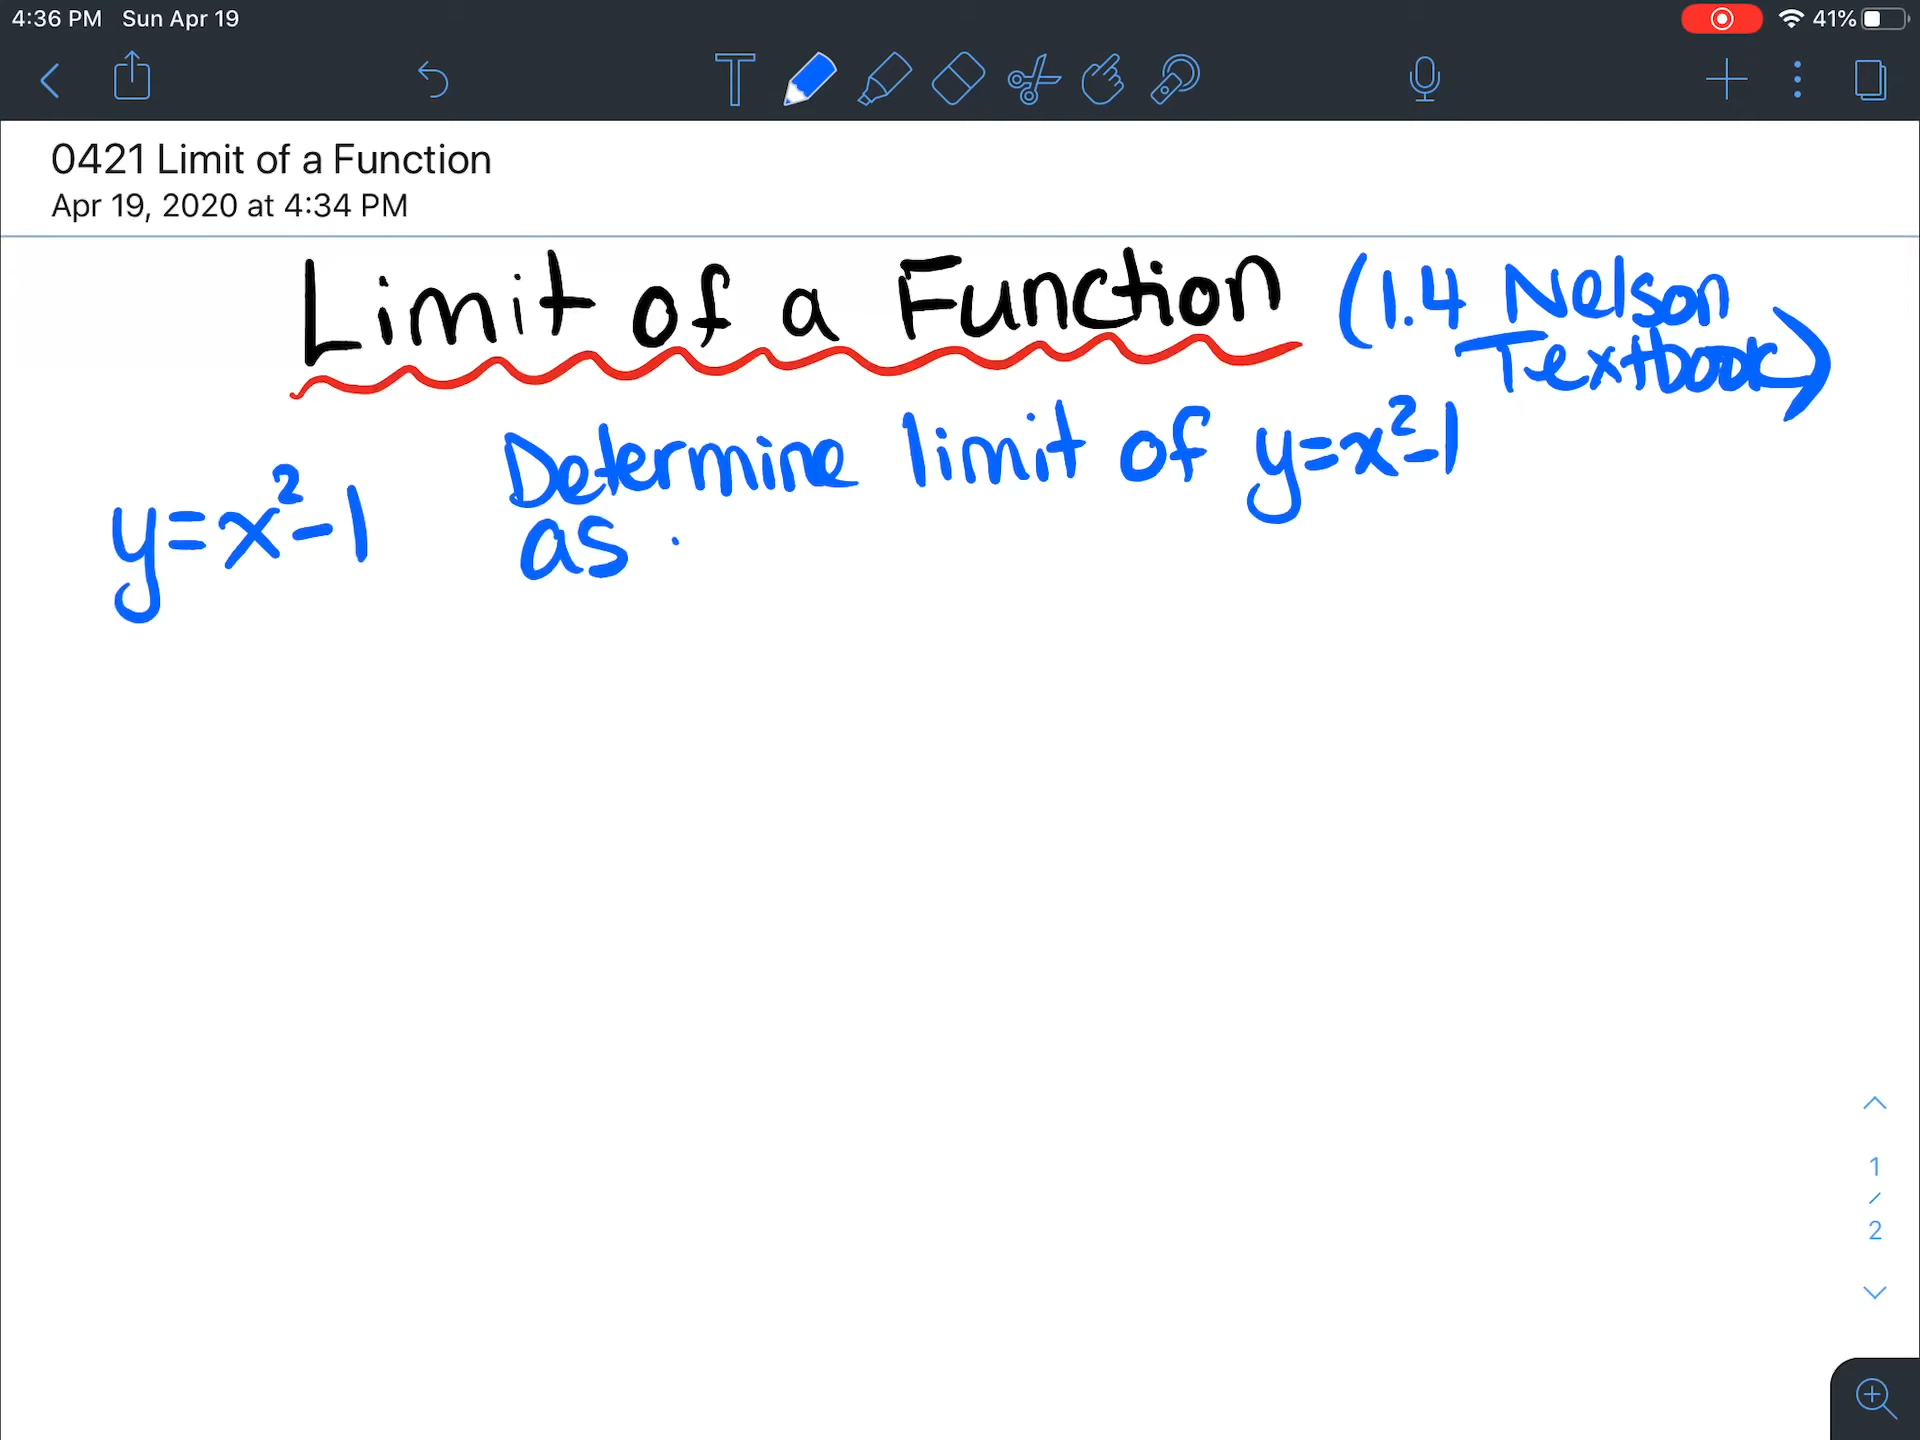 4:36 PM Sun Apr 19
41%
0421 Limit of a Function
Apr 19, 2020 at 4:34 PM
Limit of a Function (1.4 Nelson
Textbook)
Determine limit of y=x²-1
y=x²-1
as .
1
/
2